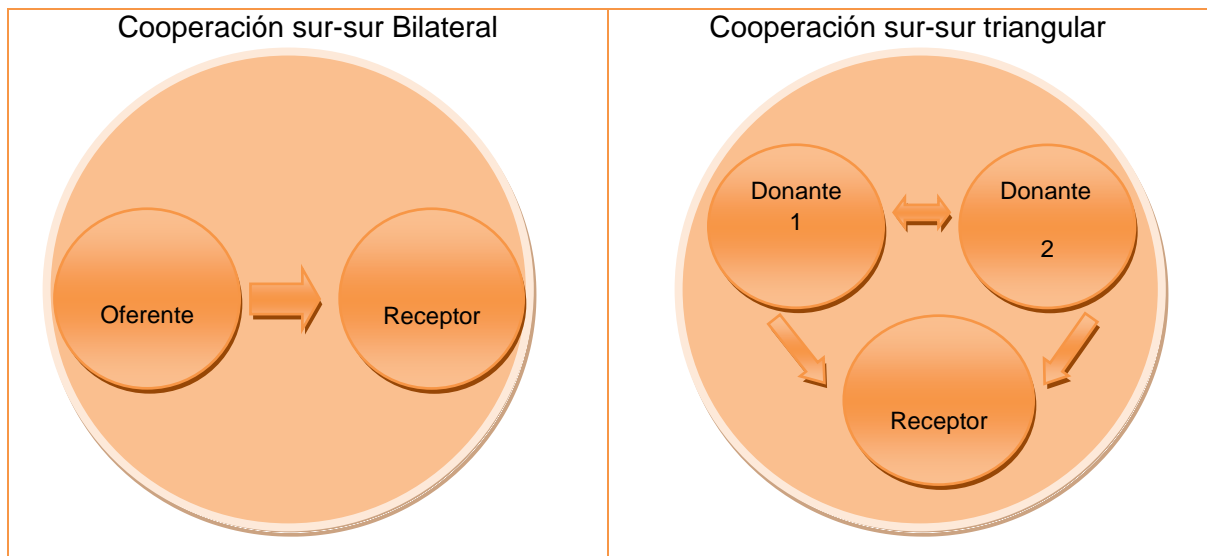 Cooperación sur-sur Bilateral
Oferente
Receptor
Cooperación sur-sur triangular
Donante
1
Donante
2
Receptor